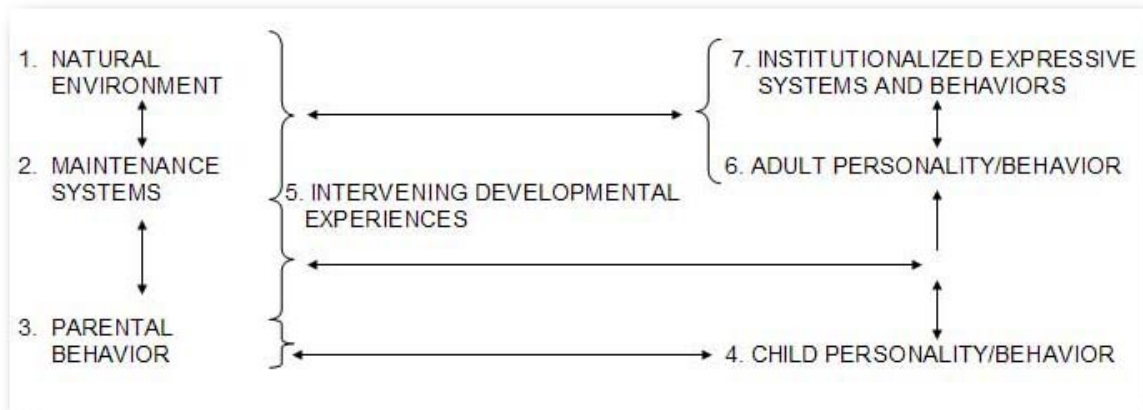 1. NATURAL
ENVIRONMENT
2. MAINTENANCE
SYSTEMS
3. PARENTAL
BEHAVIOR
5. INTERVENING DEVELOPMENTAL
EXPERIENCES
7. INSTITUTIONALIZED EXPRESSIVE
SYSTEMS AND BEHAVIORS
6. ADULT PERSONALITY/BEHAVIOR
4. CHILD PERSONALITY/BEHAVIOR